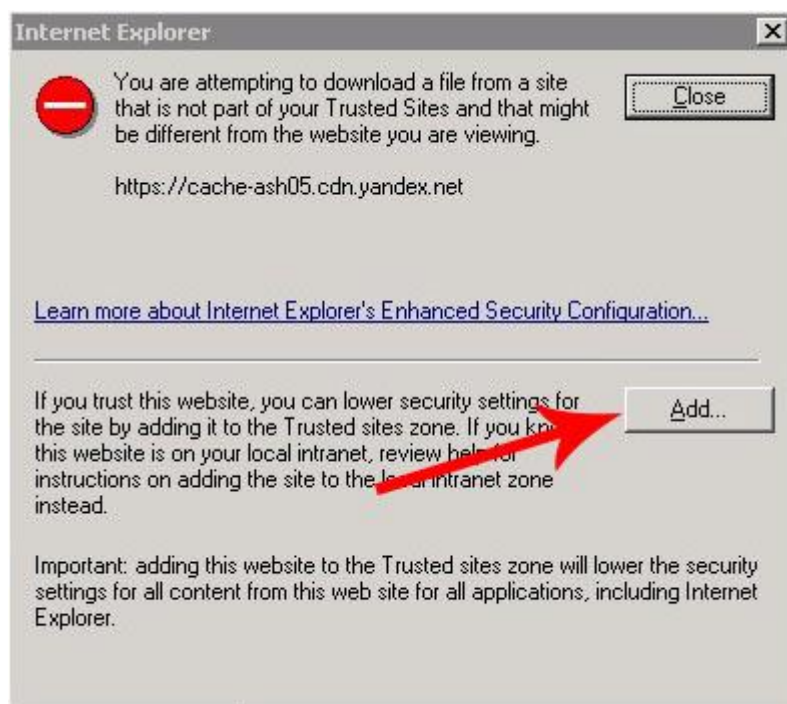 Internet Explorer
You are attempting to download a file from a site
that is not part of your Trusted Sites and that might
be different from the website you are viewing.
Close
https://cache-ash05.cdn.yandex.net
Learn more about Internet Explorer's Enhanced Security Configuration...
If you trust this website, you can lower security settings for
the site by adding it to the Trusted sites zone. If you
this website is on your local intranet, review help for
instructions on adding the site to the local intranet zone
instead.
Add...
Important: adding this website to the Trusted sites zone will lower the security
settings for all content from this web site for all applications, including Internet
Explorer.